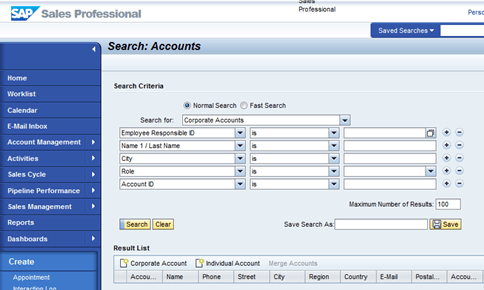 Sales
Professional
SAP Sales Professional
Perso
Saved Searches
Search: Accounts
Home
Worklist
Calendar
E-Mail Inbox
Account Management
Activities
Sales Cycle
Pipeline Performance
Sales Management
Reports
Dashboards
Create
Appointment
Interaction Log
Search Criteria
Normal Search Fast Search
Search for: Corporate Accounts
Employee Responsible ID is
Name 1 / Last Name is
City is
Role is
Account ID is
Maximum Number of Results: 100
Search Clear Save Search As: Save
Result List
Corporate Account Individual Account Merge Accounts
Accou... Name Phone Street City Region Country E-Mail Postal... Accou...